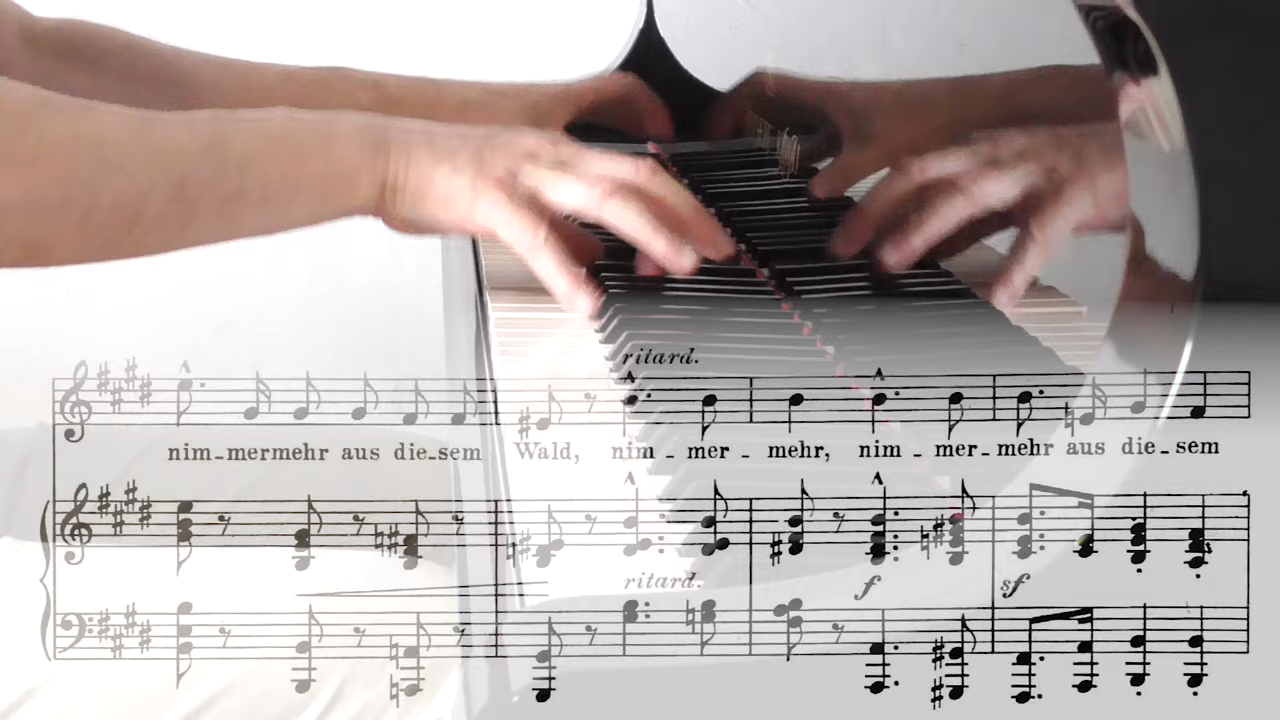 ritard.
nim-mermehr aus die-sem Wald, nim - mer - mehr, nim - mer-mehr aus die-sem
ritard.
f
sf